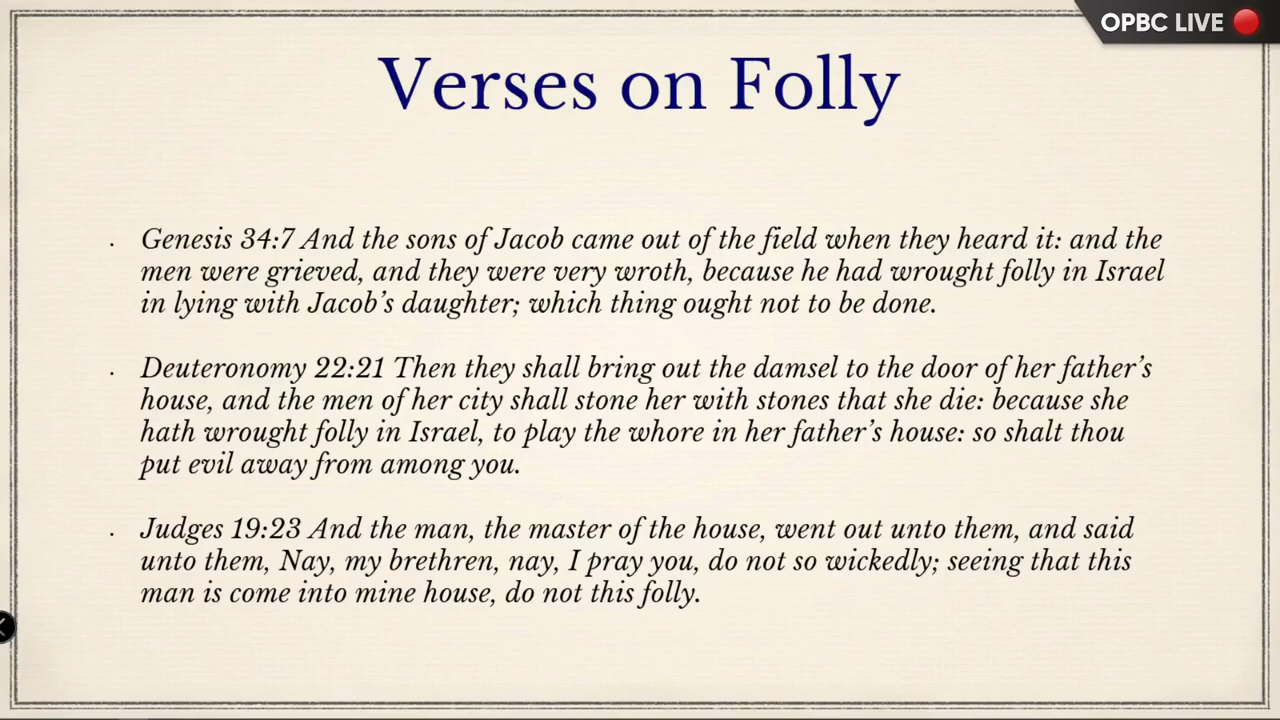 OPBC LIVE
Verses on Folly
Genesis 34:7 And the sons of Jacob came out of the field when they heard it: and the
men were grieved, and they were very wroth, because he had wrought folly in Israel
in lying with Jacob’s daughter; which thing ought not to be done.
Deuteronomy 22:21 Then they shall bring out the damsel to the door of her father’s
house, and the men of her city shall stone her with stones that she die: because she
hath wrought folly in Israel, to play the whore in her father’s house: so shalt thou
put evil away from among you.
Judges 19:23 And the man, the master of the house, went out unto them, and said
unto them, Nay, my brethren, nay, I pray you, do not so wickedly; seeing that this
man is come into mine house, do not this folly.